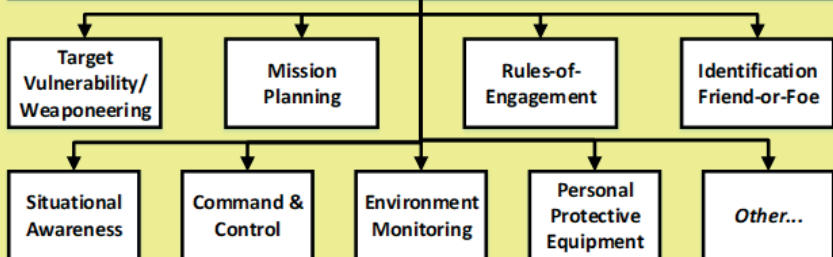 Target
Vulnerability/
Weaponeering
Mission
Planning
Rules-of-
Engagement
Identification
Friend-or-Foe
Situational
Awareness
Command &
Control
Environment
Monitoring
Personal
Protective
Equipment
Other...